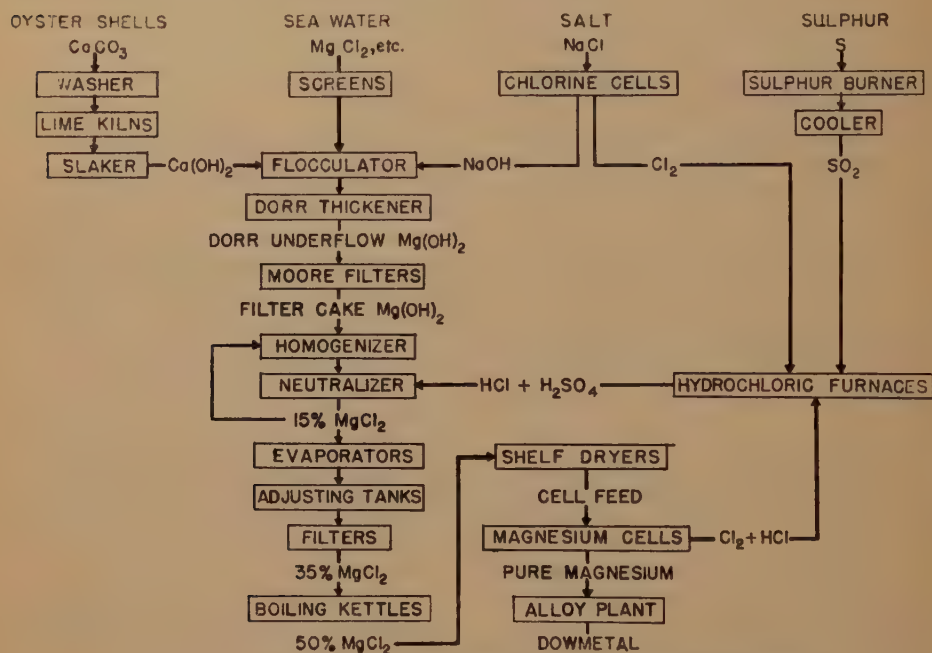 OYSTER SHELLS
CaCO3
WASHER
LIME KILNS
SLAKER
Ca(OH)2
SEA WATER
MgCl2,etc.
SCREENS
FLOCCULATOR
NaOH
SALT
NaCl
CHLORINE CELLS
Cl2
SULPHUR
S
SULPHUR BURNER
COOLER
SO2
DORR THICKENER
DORR UNDERFLOW Mg(OH)2
MOORE FILTERS
FILTER CAKE Mg(OH)2
HOMOGENIZER
NEUTRALIZER
HCl + H2SO4
HYDROCHLORIC FURNACES
15% MgCl2
EVAPORATORS
ADJUSTING TANKS
FILTERS
35% MgCl2
BOILING KETTLES
50% MgCl2
SHELF DRYERS
CELL FEED
MAGNESIUM CELLS
Cl2+HCl
PURE MAGNESIUM
ALLOY PLANT
DOWMETAL